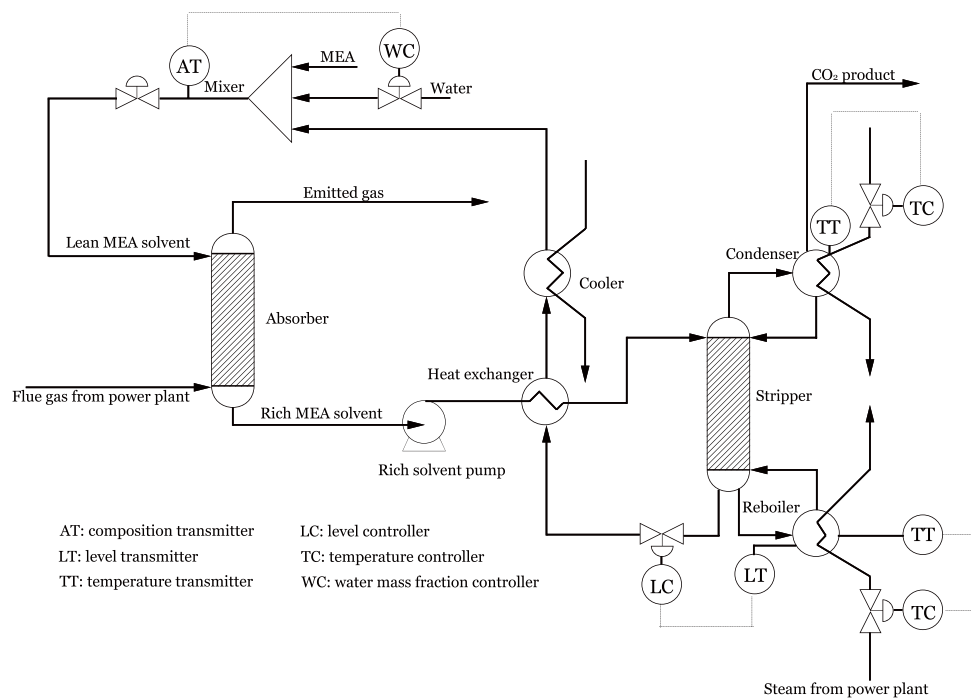 WC
AT
MEA
Mixer
Water
CO₂ product
TT
TC
Emitted gas
Lean MEA solvent
Condenser
Cooler
Absorber
Heat exchanger
Flue gas from power plant
Stripper
Rich MEA solvent
Rich solvent pump
Reboiler
AT: composition transmitter
LT: level transmitter
TT: temperature transmitter
LC: level controller
TC: temperature controller
WC: water mass fraction controller
TT
LC
LT
TC
Steam from power plant